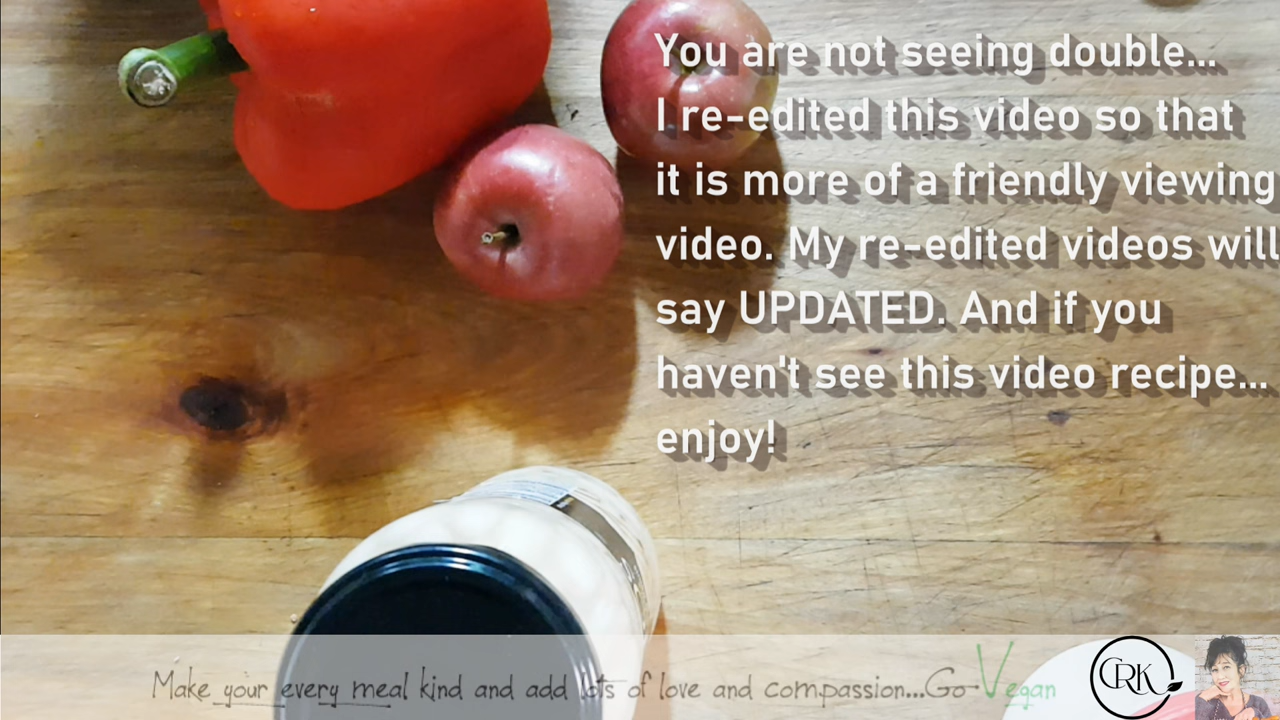 You are not seeing double...
I re-edited this video so that
it is more of a friendly viewing
video. My re-edited videos will
say UPDATED. And if you
haven't see this video recipe...
enjoy!
Make your every meal kind and add lots of love and compassion...Go Vegan
CRK